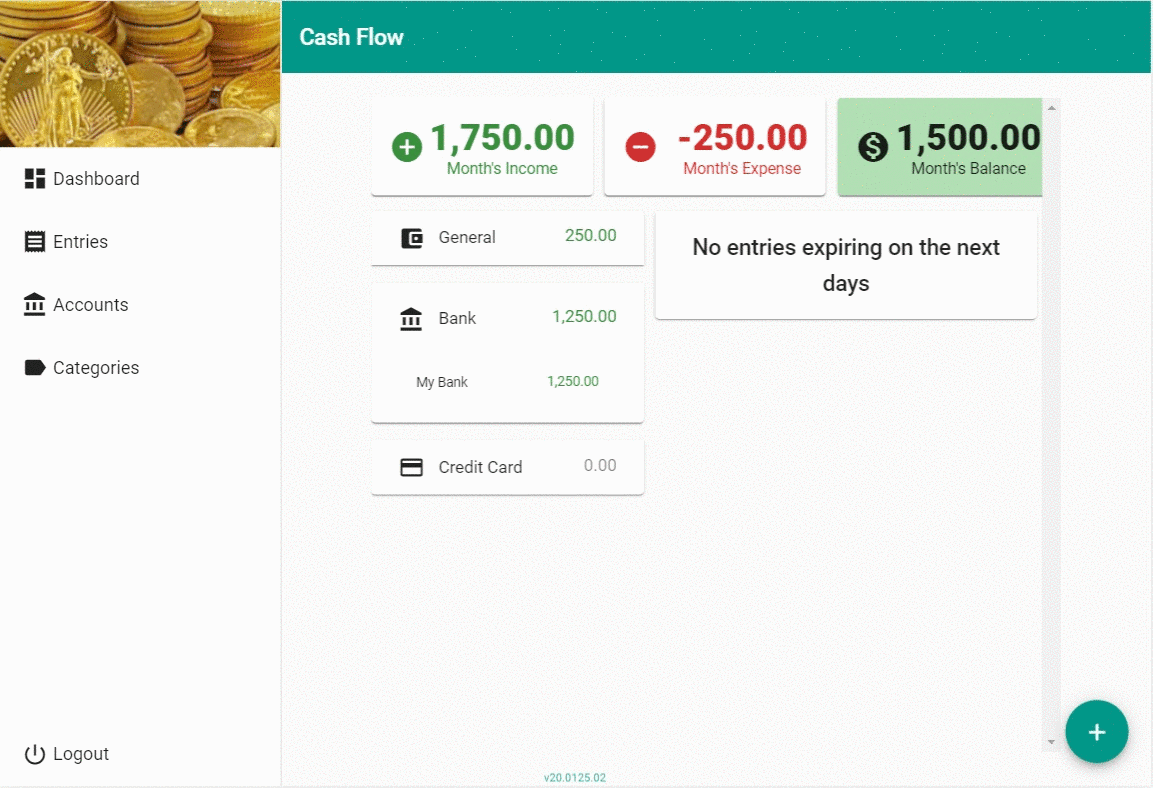 Cash Flow
1,750.00
Month's Income
-250.00
Month's Expense
1,500.00
Month's Balance
Dashboard
Entries
Accounts
Categories
General 250.00
Bank 1,250.00
My Bank 1,250.00
Credit Card 0.00
No entries expiring on the next
days
Logout
v20.0125.02